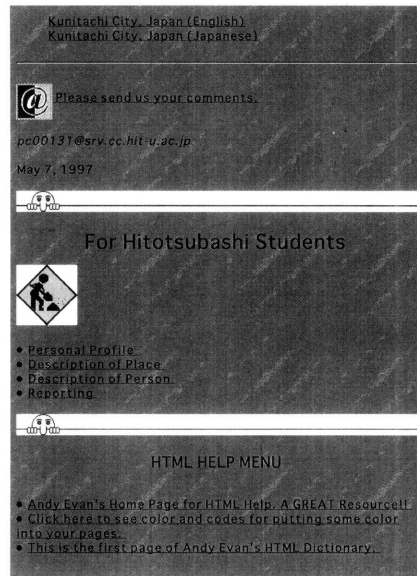 Kunitachi City, Japan (English)
Kunitachi City, Japan (Japanese)
@ Please send us your comments.
pc00131@srv.cc.hit-u.ac.jp
May 7, 1997
For Hitotsubashi Students
● Personal Profile
● Description of Place
● Description of Person
● Reporting
HTML HELP MENU
● Andy Evan's Home Page for HTML Help. A GREAT Resource!!
● Click here to see color and codes for putting some color
into your pages.
● This is the first page of Andy Evan's HTML Dictionary.